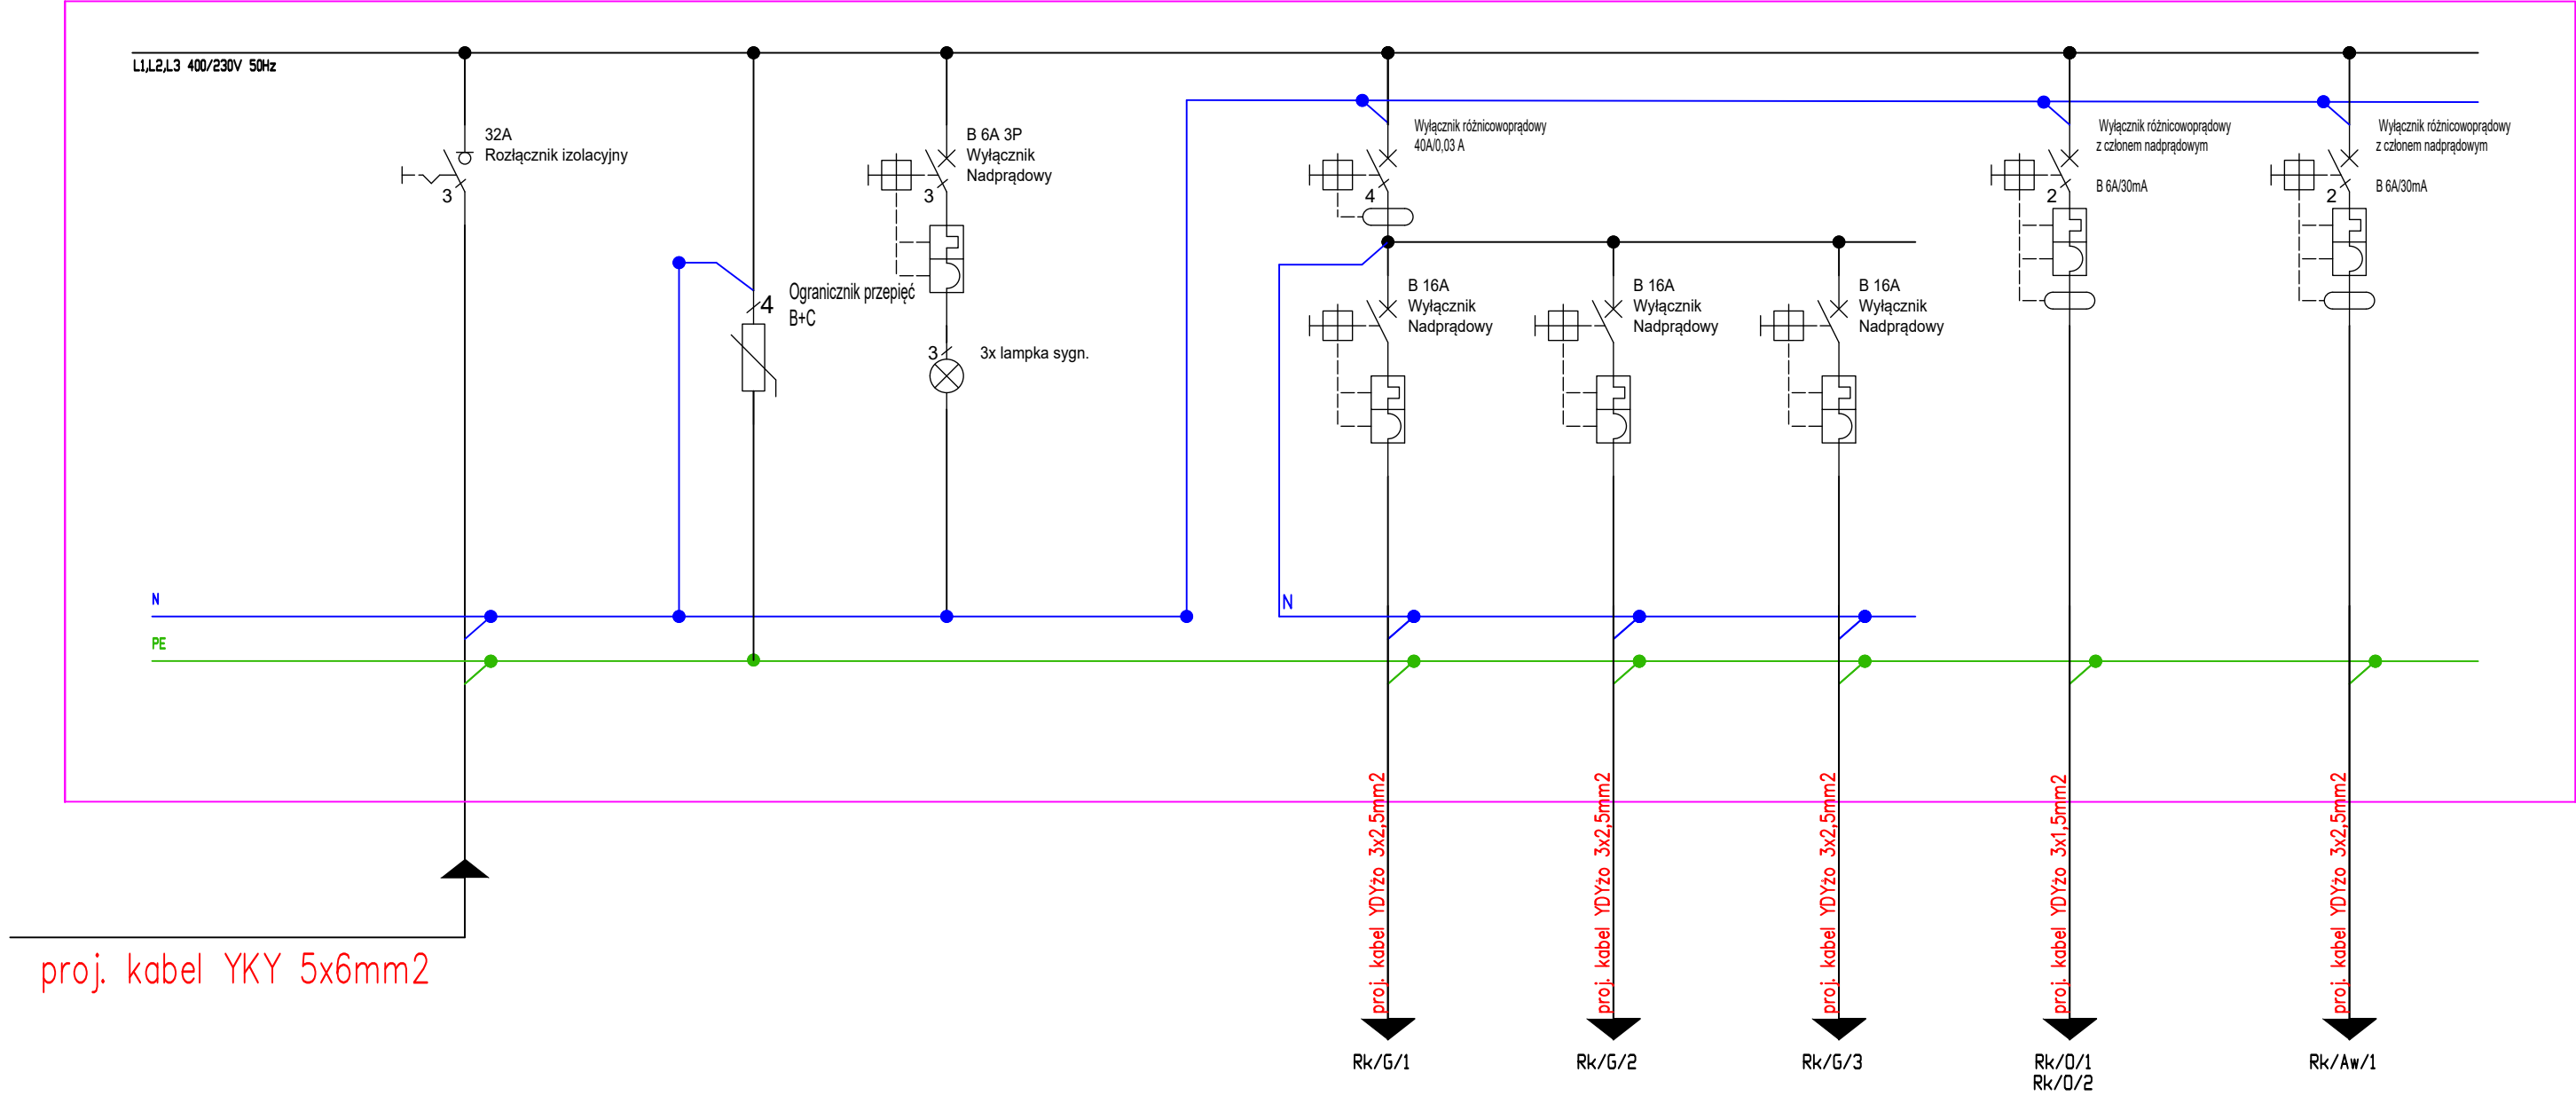 L1,L2,L3 400/230V 50Hz
32A
Rozłącznik izolacyjny
3
B 6A 3P
Wyłącznik
Nadprądowy
3
Ogranicznik przepięć
B+C
4
3
3x lampka sygn.
Wyłącznik różnicowoprądowy
40A/0,03 A
4
B 16A
Wyłącznik
Nadprądowy
B 16A
Wyłącznik
Nadprądowy
B 16A
Wyłącznik
Nadprądowy
Wyłącznik różnicowoprądowy
z członem nadprądowym
B 6A/30mA
2
Wyłącznik różnicowoprądowy
z członem nadprądowym
B 6A/30mA
2
N
PE
N
proj. kabel YKY 5x6mm2
proj. kabel YDYżo 3x2,5mm2
proj. kabel YDYżo 3x2,5mm2
proj. kabel YDYżo 3x2,5mm2
proj. kabel YDYżo 3x1,5mm2
proj. kabel YDYżo 3x2,5mm2
Rk/G/1
Rk/G/2
Rk/G/3
Rk/O/1
Rk/O/2
Rk/Aw/1